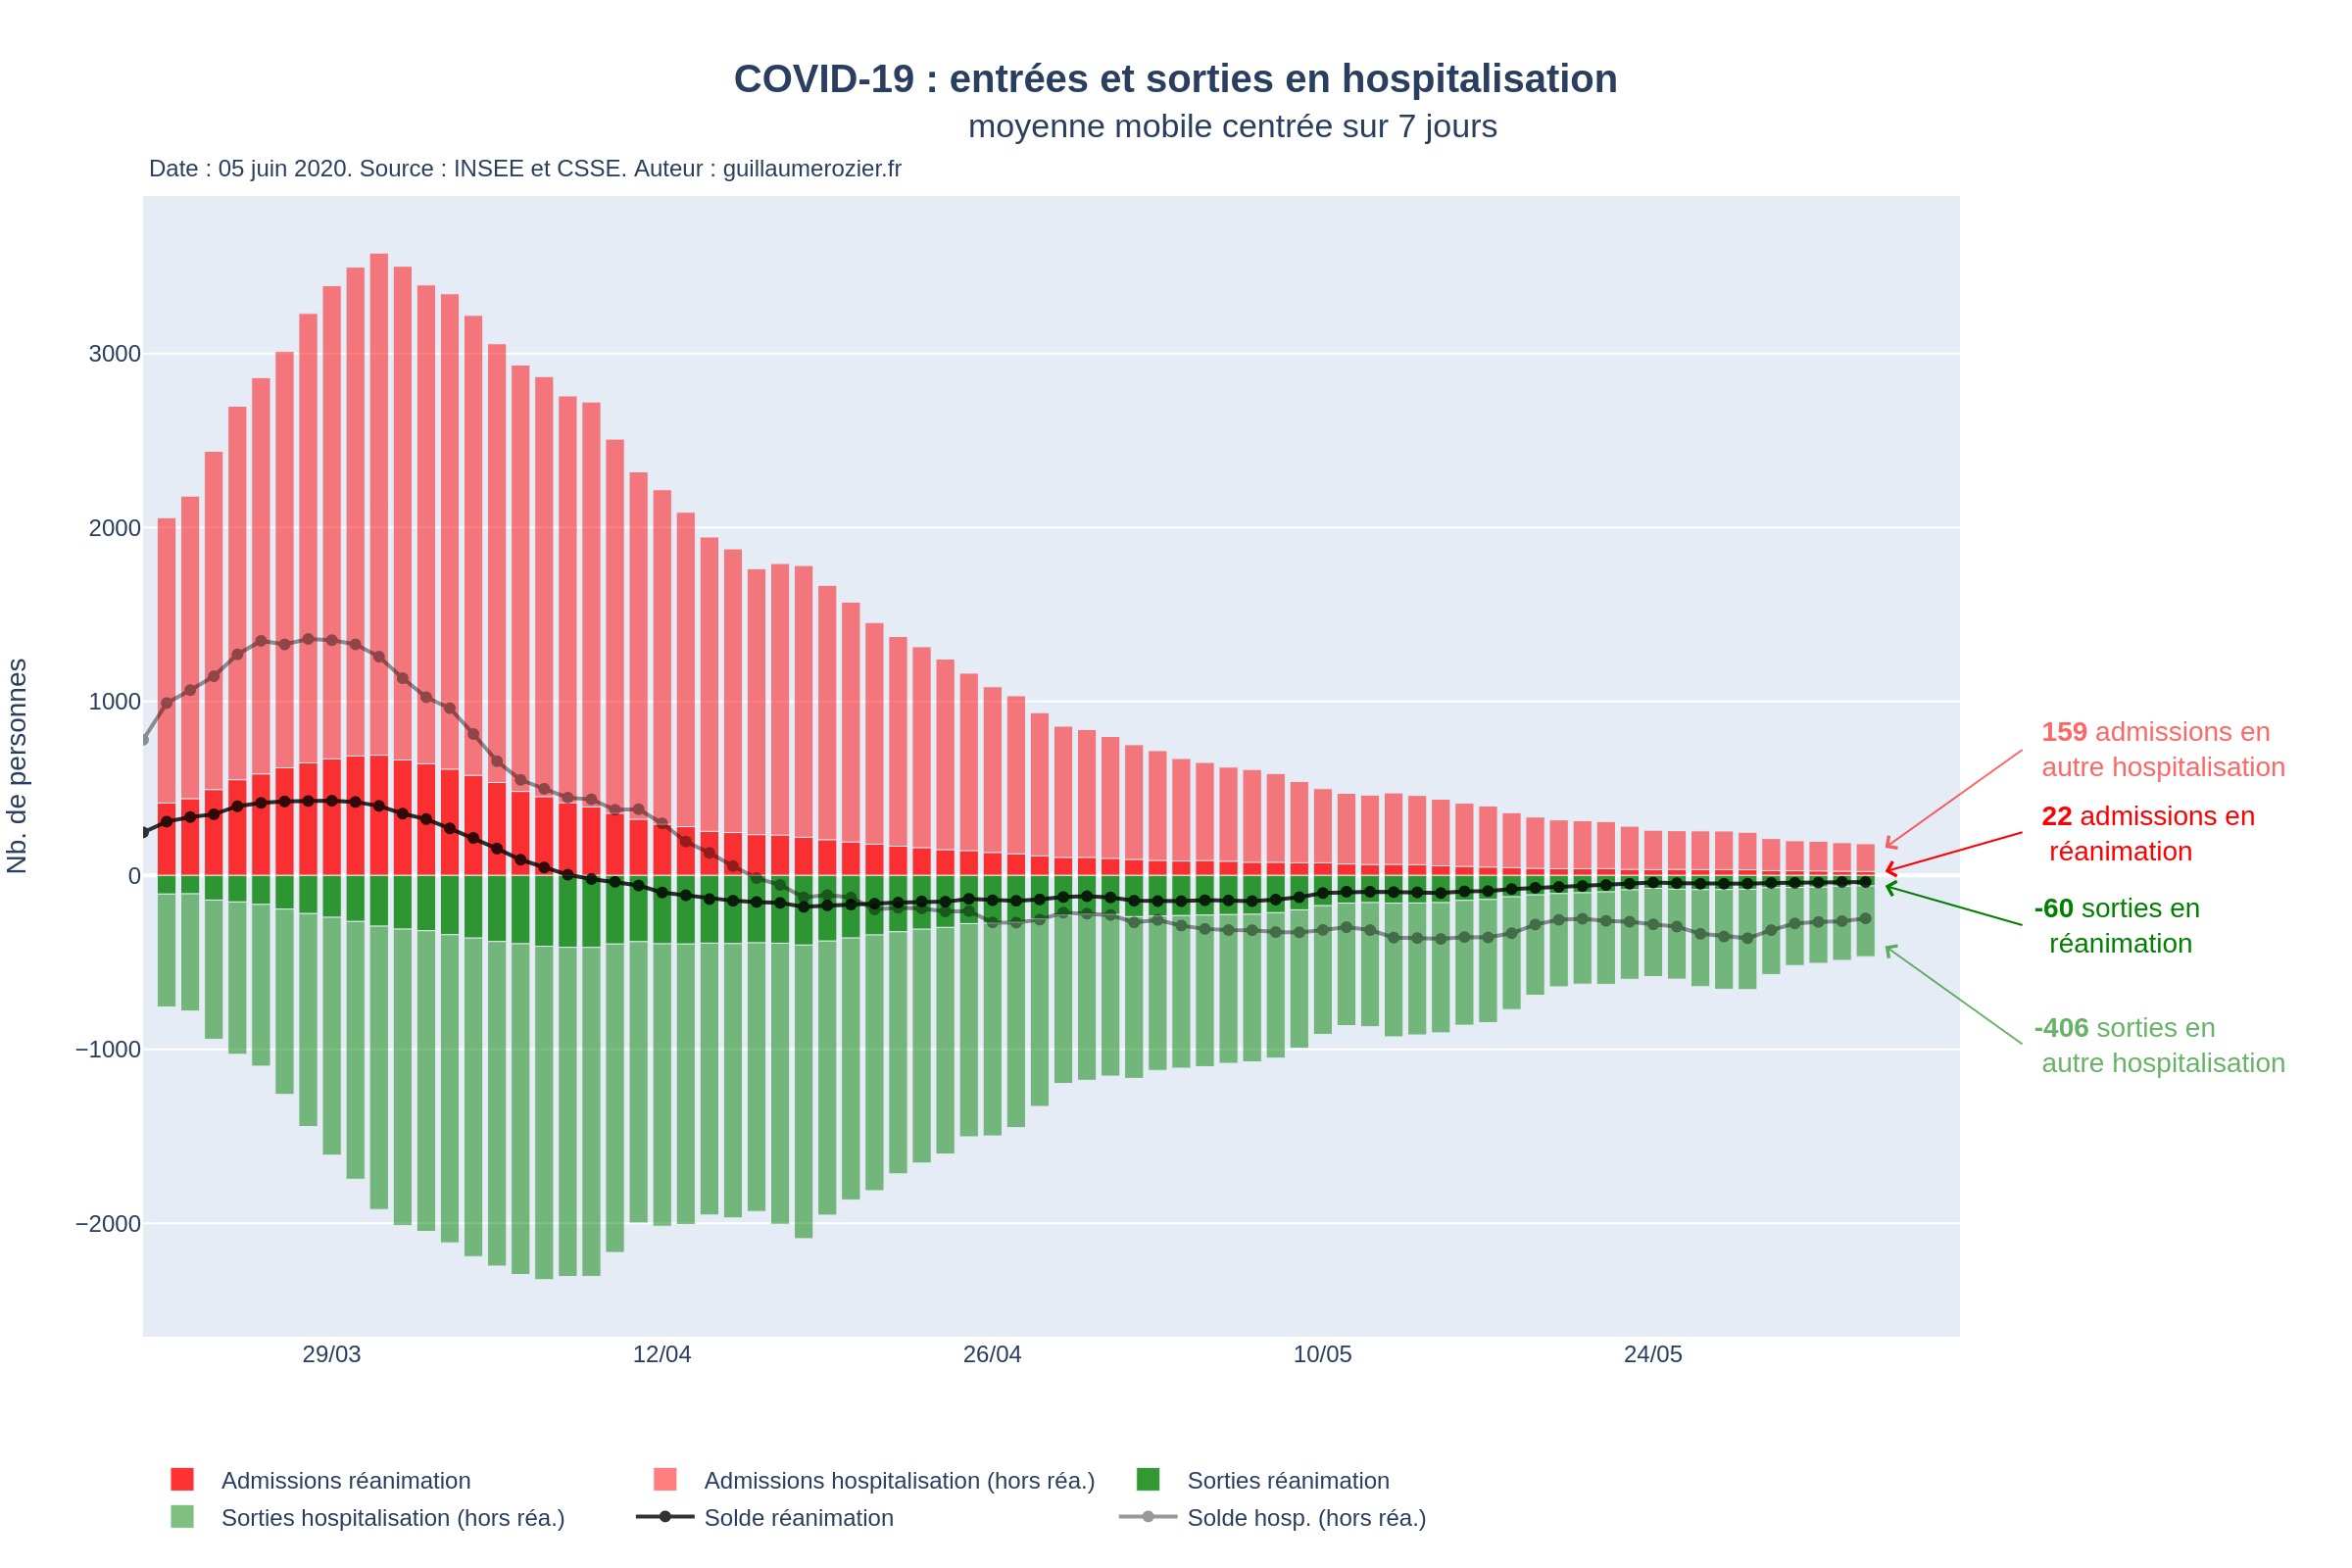 COVID-19 : entrées et sorties en hospitalisation
moyenne mobile centrée sur 7 jours
Date : 05 juin 2020. Source : INSEE et CSSE. Auteur : guillaumerozier.fr
Nb. de personnes
3000
2000
1000
0
−1000
−2000
29/03
12/04
26/04
10/05
24/05
159 admissions en
autre hospitalisation
22 admissions en
réanimation
-60 sorties en
réanimation
-406 sorties en
autre hospitalisation
Admissions réanimation
Admissions hospitalisation (hors réa.)
Sorties réanimation
Sorties hospitalisation (hors réa.)
Solde réanimation
Solde hosp. (hors réa.)